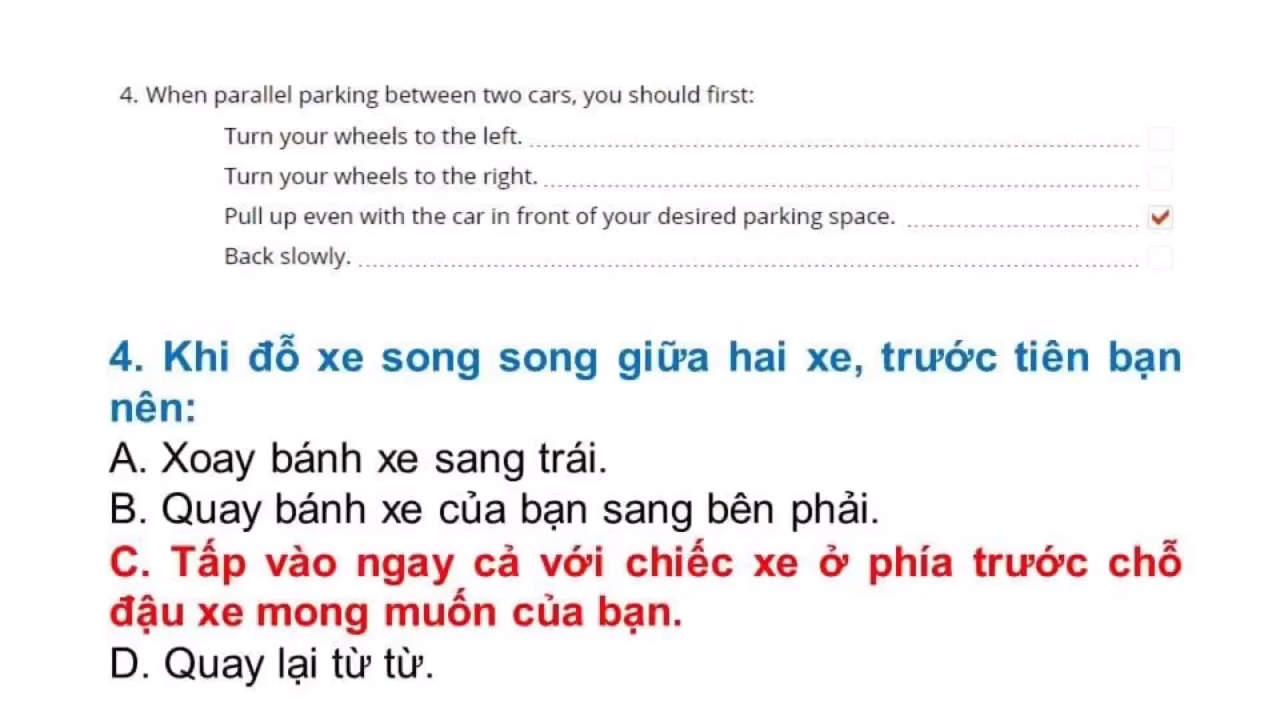 4. When parallel parking between two cars, you should first:
Turn your wheels to the left.
Turn your wheels to the right.
Pull up even with the car in front of your desired parking space.
Back slowly.
4. Khi đỗ xe song song giữa hai xe, trước tiên bạn
nên:
A. Xoay bánh xe sang trái.
B. Quay bánh xe của bạn sang bên phải.
C. Tấp vào ngay cả với chiếc xe ở phía trước chỗ
đậu xe mong muốn của bạn.
D. Quay lại từ từ.